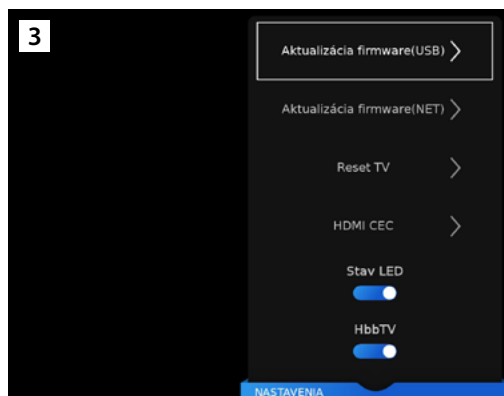 3
Aktualizácia firmware(USB)
Aktualizácia firmware(NET)
Reset TV
HDMI CEC
Stav LED
HbbTV
NASTAVENIA